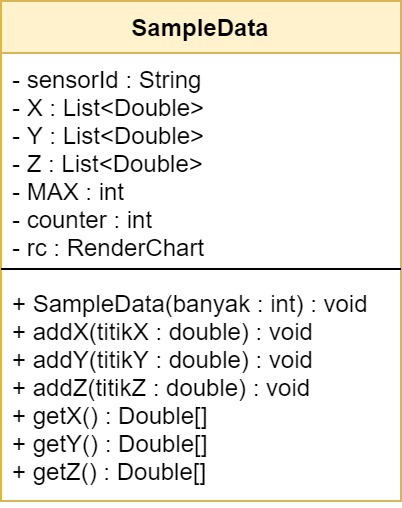 SampleData
- sensorId : String
- X : List<Double>
- Y : List<Double>
- Z : List<Double>
- MAX : int
- counter : int
- rc : RenderChart
+ SampleData(banyak : int) : void
+ addX(titikX : double) : void
+ addY(titikY : double) : void
+ addZ(titikZ : double) : void
+ getX() : Double[]
+ getY() : Double[]
+ getZ() : Double[]